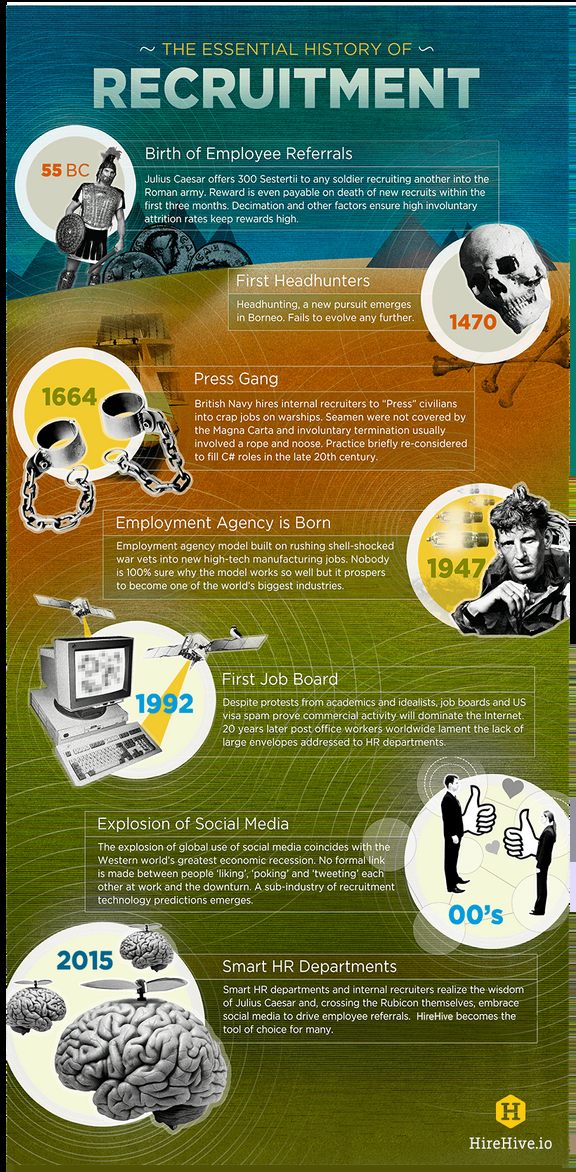 ~ THE ESSENTIAL HISTORY OF ~
RECRUITMENT
55 BC
Birth of Employee Referrals
Julius Caesar offers 300 Sestertii to any soldier recruiting another into the
Roman army. Reward is even payable on death of new recruits within the
first three months. Decimation and other factors ensure high involuntary
attrition rates keep rewards high.
First Headhunters
Headhunting, a new pursuit emerges
in Borneo. Fails to evolve any further.
1470
1664
Press Gang
British Navy hires internal recruiters to “Press” civilians
into crap jobs on warships. Seamen were not covered by
the Magna Carta and involuntary termination usually
involved a rope and noose. Practice briefly re-considered
to fill C# roles in the late 20th century.
Employment Agency is Born
Employment agency model built on rushing shell-shocked
war vets into new high-tech manufacturing jobs. Nobody
is 100% sure why the model works so well but it prospers
to become one of the world’s biggest industries.
1947
1992
First Job Board
Despite protests from academics and idealists, job boards and US
visa spam prove commercial activity will dominate the Internet.
20 years later post office workers worldwide lament the lack of
large envelopes addressed to HR departments.
Explosion of Social Media
The explosion of global use of social media coincides with the
Western world’s greatest economic recession. No formal link
is made between people ‘liking’, ‘poking’ and ‘tweeting’ each
other at work and the downturn. A sub-industry of recruitment
technology predictions emerges.
00’s
2015
Smart HR Departments
Smart HR departments and internal recruiters realize the wisdom
of Julius Caesar and, crossing the Rubicon themselves, embrace
social media to drive employee referrals. HireHive becomes the
tool of choice for many.
H
HireHive.io